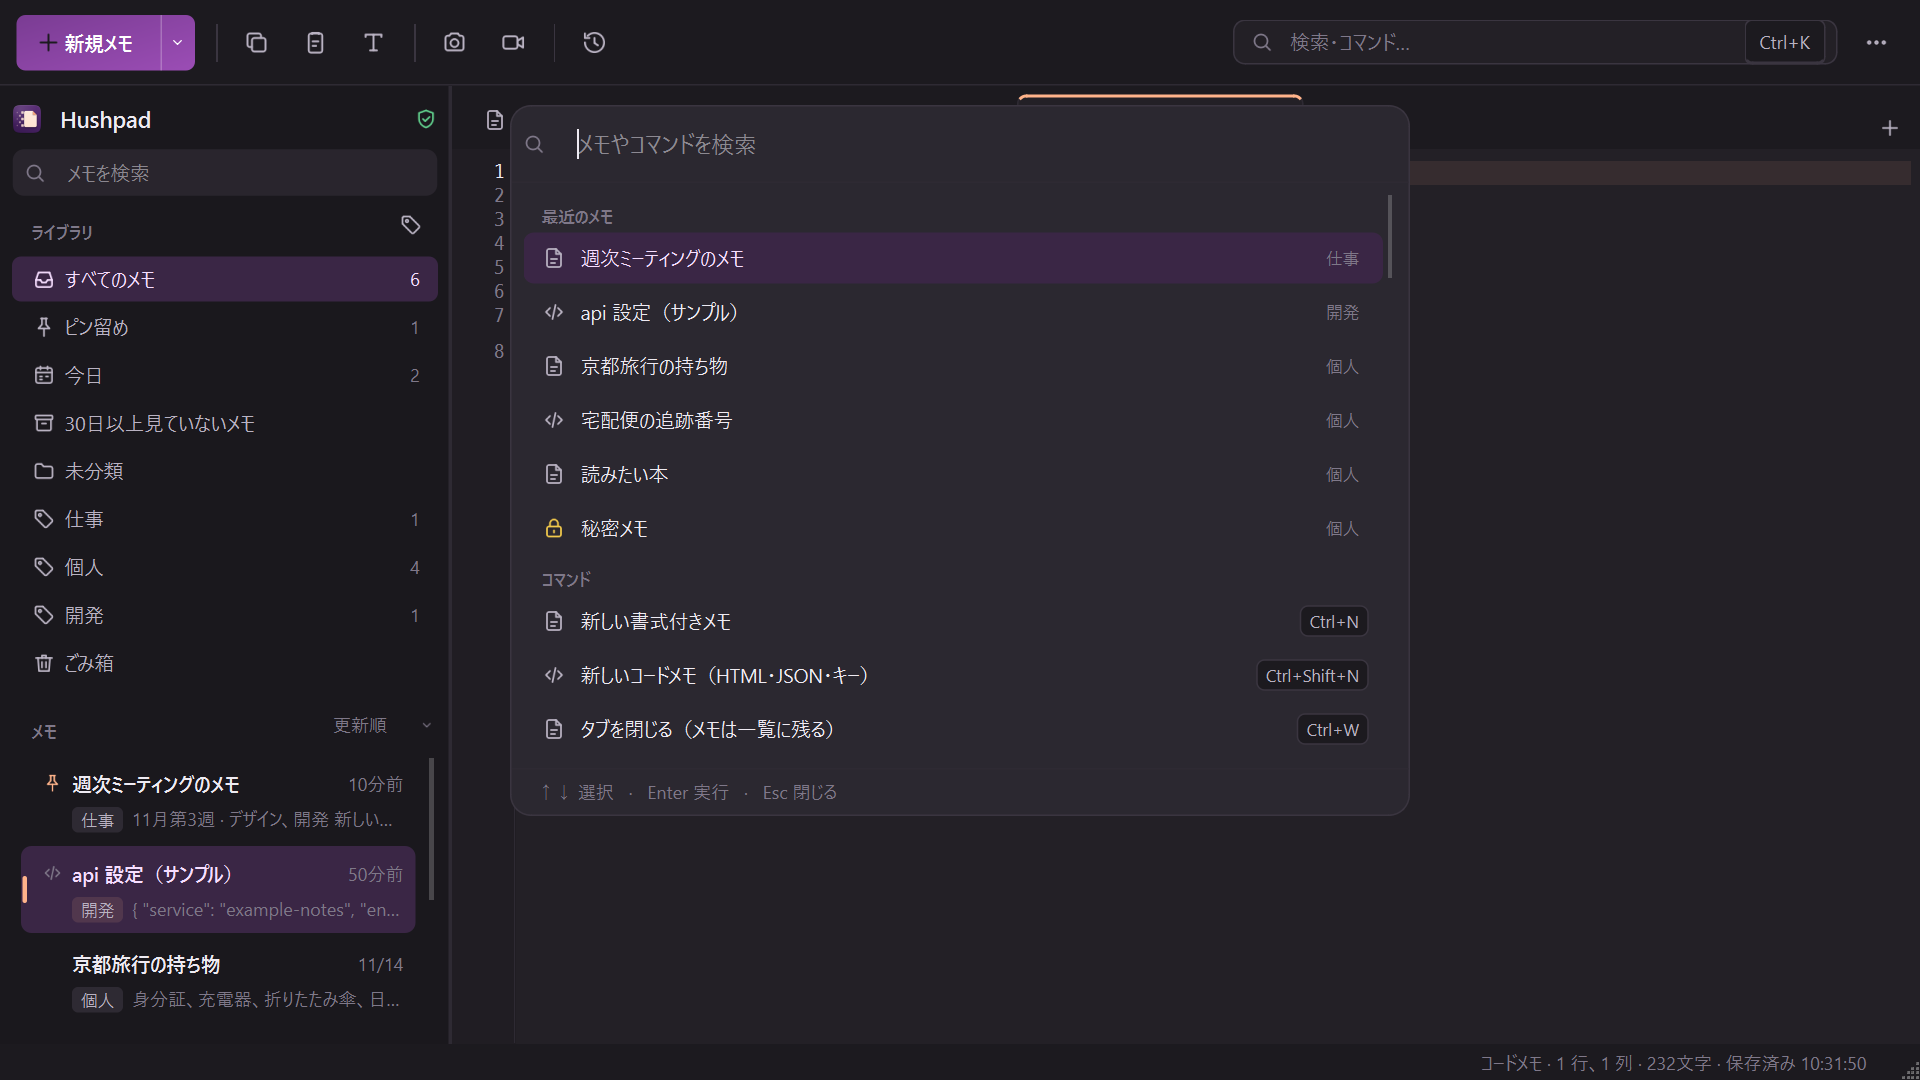 新規メモ
検索・コマンド...
Ctrl+K
Hushpad
メモを検索
ライブラリ
すべてのメモ 6
ピン留め 1
今日 2
30日以上見ていないメモ
未分類
仕事 1
個人 4
開発 1
ごみ箱
メモ 更新順
週次ミーティングのメモ 10分前
仕事 11月第3週 · デザイン、開発 新しい...
api 設定（サンプル） 50分前
開発 { "service": "example-notes", "en...
京都旅行の持ち物 11/14
個人 身分証、充電器、折りたたみ傘、日...
1
2
3
4
5
6
7
8
メモやコマンドを検索
最近のメモ
週次ミーティングのメモ 仕事
api 設定（サンプル） 開発
京都旅行の持ち物 個人
宅配便の追跡番号 個人
読みたい本 個人
秘密メモ 個人
コマンド
新しい書式付きメモ Ctrl+N
新しいコードメモ（HTML・JSON・キー） Ctrl+Shift+N
タブを閉じる（メモは一覧に残る） Ctrl+W
↑ ↓ 選択 · Enter 実行 · Esc 閉じる
コードメモ · 1 行、1 列 · 232文字 · 保存済み 10:31:50